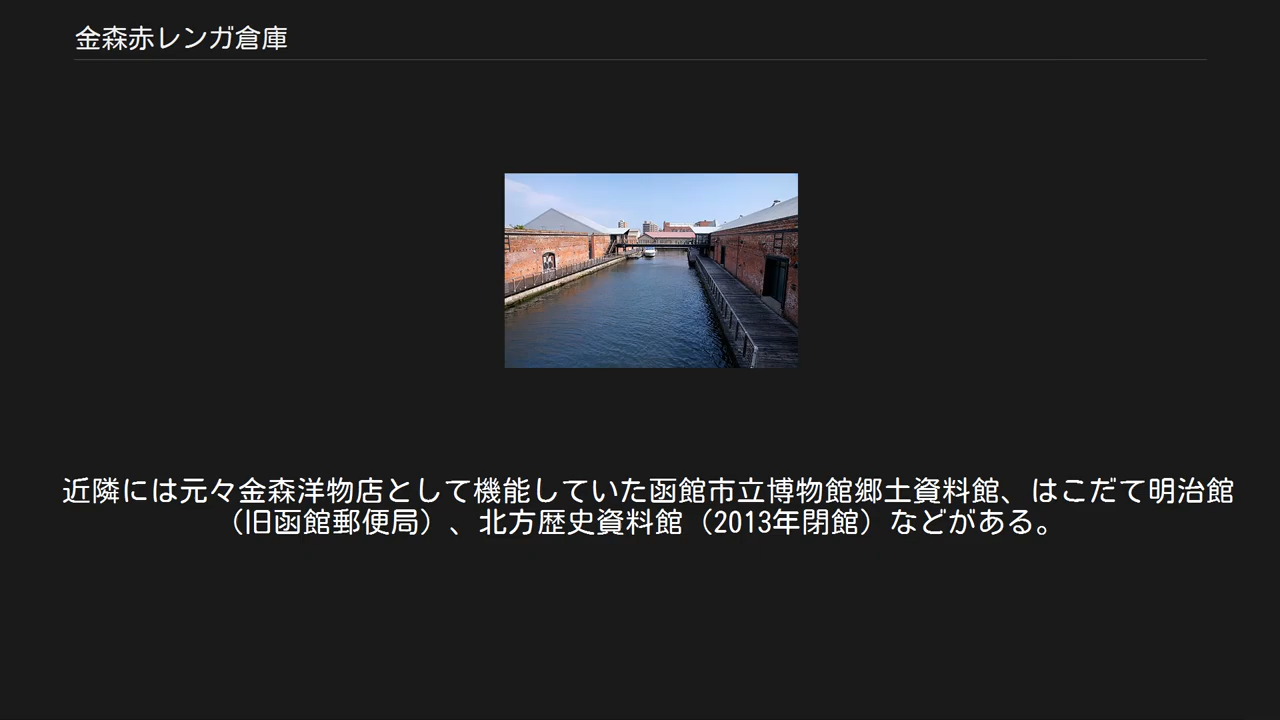 金森赤レンガ倉庫
近隣には元々金森洋物店として機能していた函館市立博物館郷土資料館、はこだて明治館
（旧函館郵便局）、北方歴史資料館（2013年閉館）などがある。